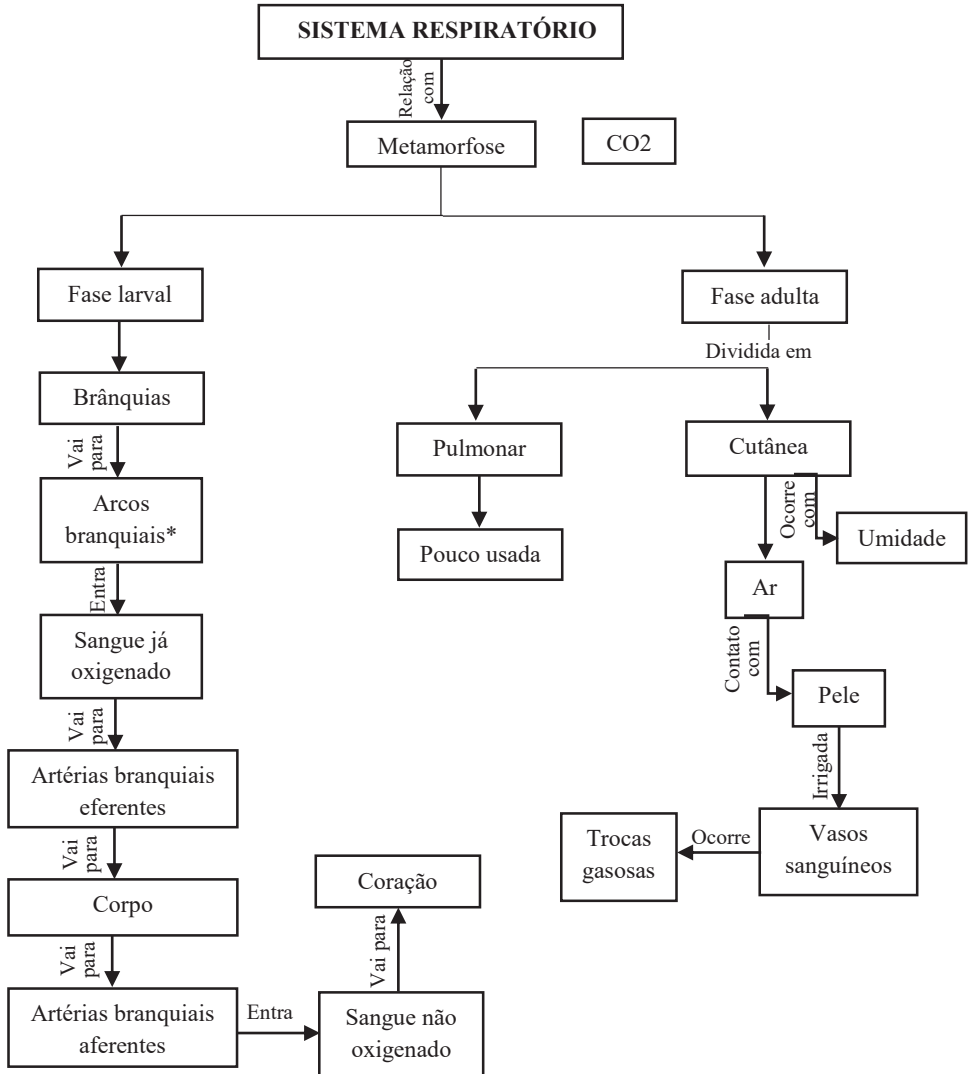 SISTEMA RESPIRATÓRIO
Relação
com
Metamorfose
CO2
Fase larval
Fase adulta
Dividida em
Brânquias
Pulmonar
Cutânea
Vai
para
Ocorre
com
Arcos
branquiais*
Pouco usada
Umidade
Entra
Ar
Sangue já
oxigenado
Contato
com
Pele
Vai
para
Irrigada
Artérias branquiais
eferentes
Vasos
sanguíneos
Ocorre
Trocas
gasosas
Vai
para
Corpo
Coração
Vai
para
Vai para
Artérias branquiais
aferentes
Entra
Sangue não
oxigenado